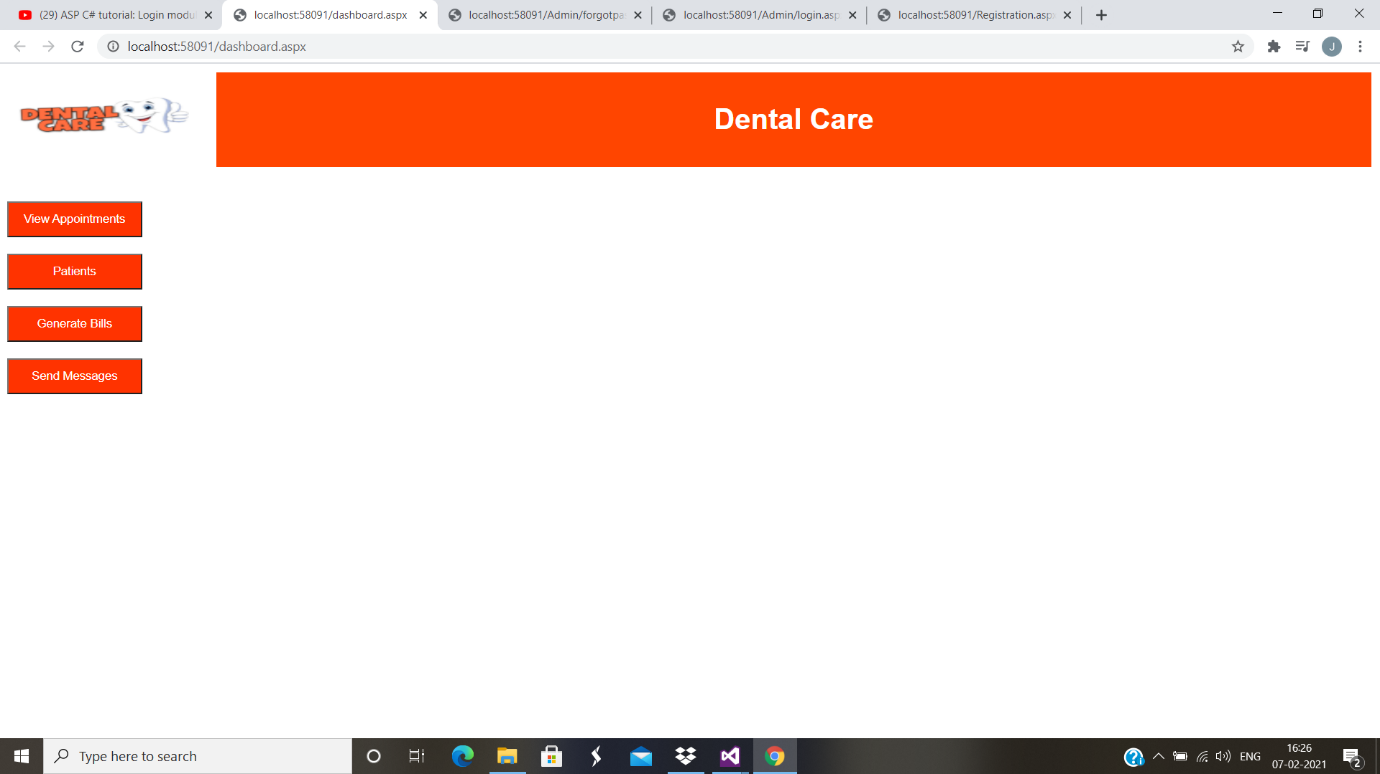 (29) ASP C# tutorial: Login modul
localhost:58091/dashboard.aspx
localhost:58091/Admin/forgotpa
localhost:58091/Admin/login.asp
localhost:58091/Registration.asp
localhost:58091/dashboard.aspx
J
DENTAL
CARE
Dental Care
View Appointments
Patients
Generate Bills
Send Messages
Type here to search
ENG
16:26
07-02-2021
2